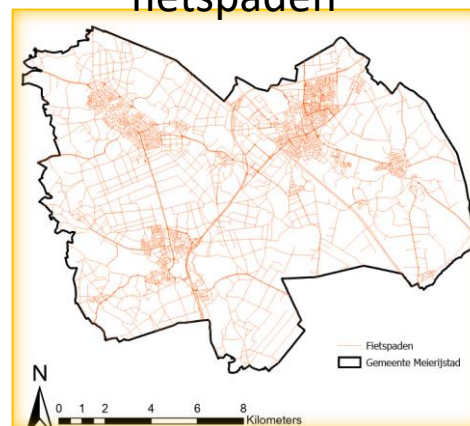 fietspaden
Fietspaden
Gemeente Meierijstad
N
0 1 2 4 6 8
Kilometers